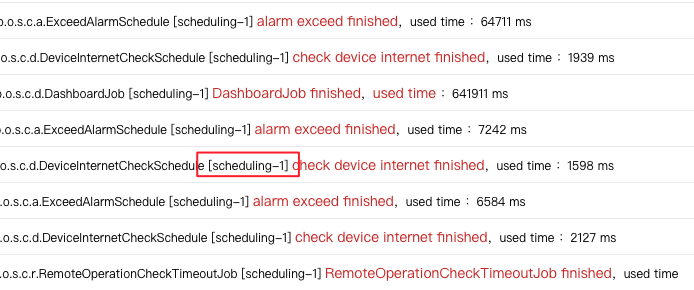 o.o.s.c.a.ExceedAlarmSchedule [scheduling-1] alarm exceed finished，used time： 64711 ms
.o.s.c.d.DeviceInternetCheckSchedule [scheduling-1] check device internet finished，used time： 1939 ms
o.o.s.c.d.DashboardJob [scheduling-1] DashboardJob finished，used time： 641911 ms
o.o.s.c.a.ExceedAlarmSchedule [scheduling-1] alarm exceed finished，used time： 7242 ms
.o.s.c.d.DeviceInternetCheckSchedule [scheduling-1] check device internet finished，used time： 1598 ms
.o.s.c.a.ExceedAlarmSchedule [scheduling-1] alarm exceed finished，used time： 6584 ms
.o.s.c.d.DeviceInternetCheckSchedule [scheduling-1] check device internet finished，used time： 2127 ms
.o.s.c.r.RemoteOperationCheckTimeoutJob [scheduling-1] RemoteOperationCheckTimeoutJob finished，used time